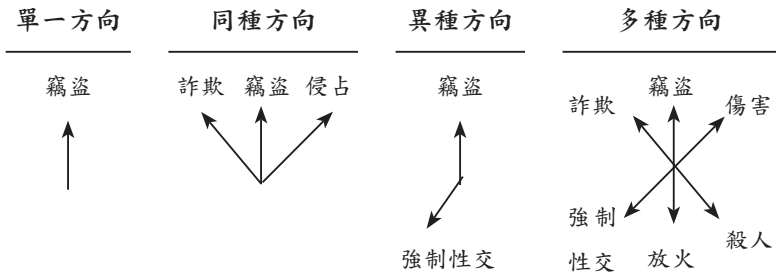 單一方向 同種方向 異種方向 多種方向
竊盜 詐欺 竊盜 侵占 竊盜 詐欺 竊盜 傷害
強制性交 強制性交 放火 殺人